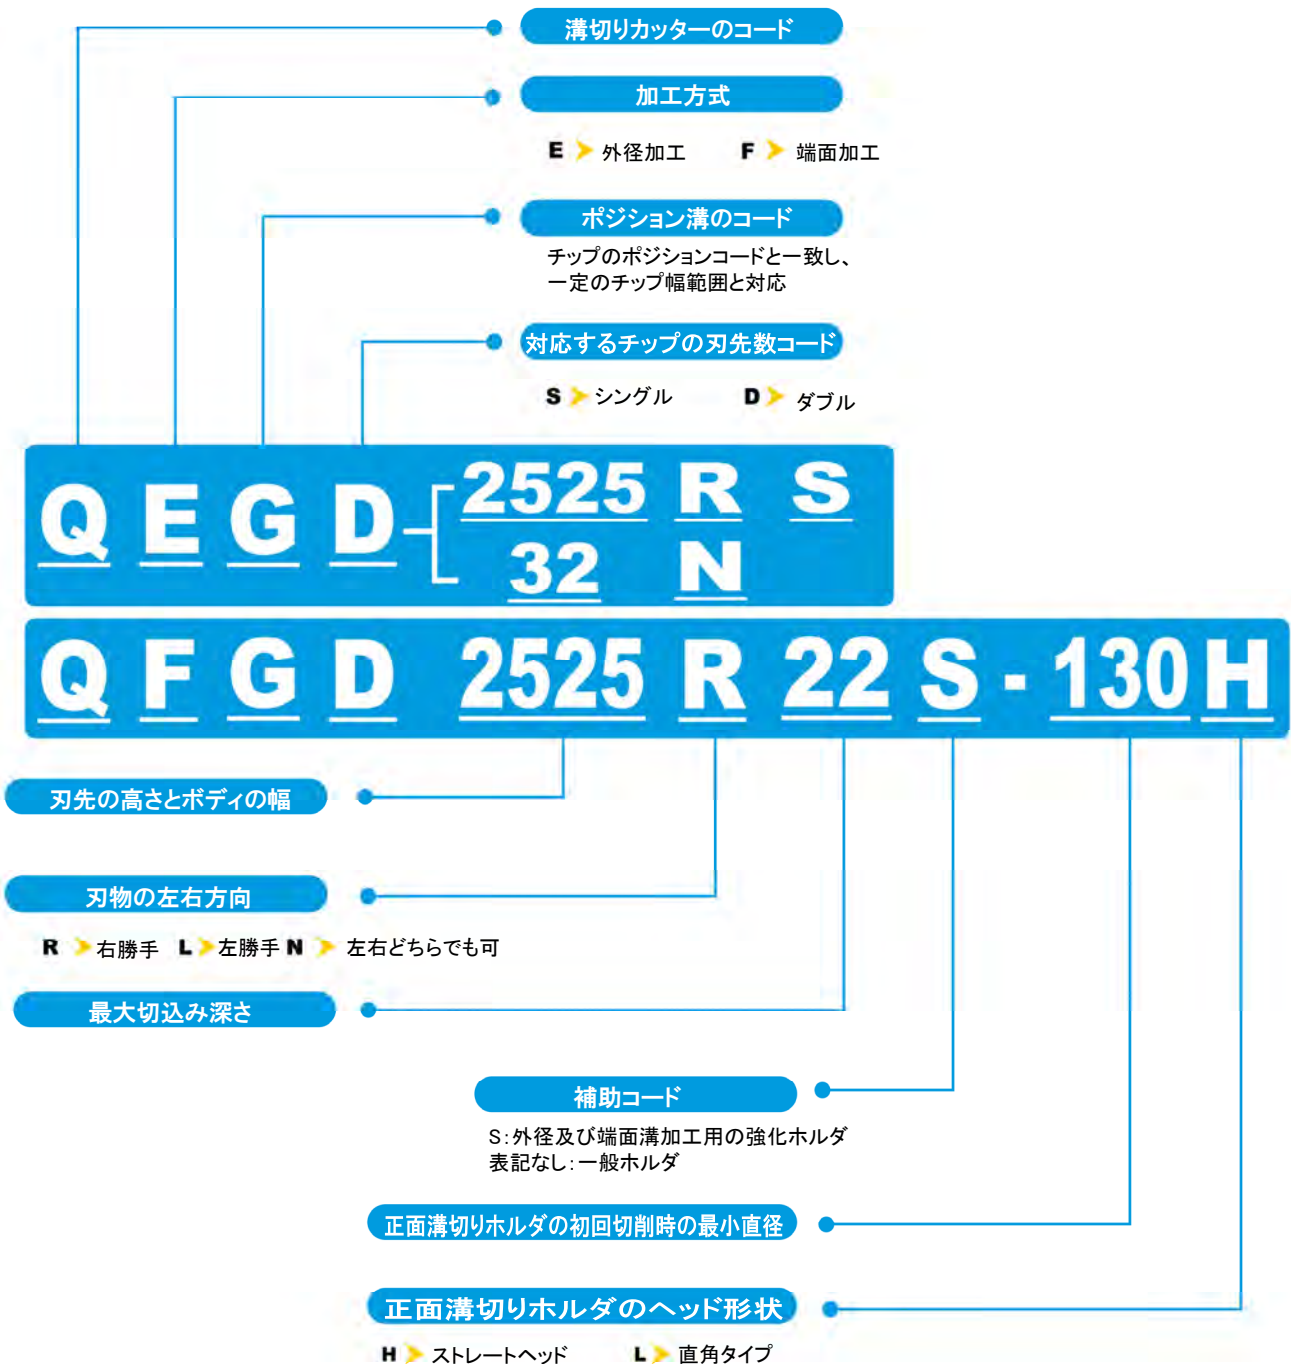 溝切りカッターのコード
加工方式
E 外径加工 F 端面加工
ポジション溝のコード
チップのポジションコードと一致し、
一定のチップ幅範囲と対応
対応するチップの刃先数コード
S シングル D ダブル
Q E G D 2525 R S
32 N
Q F G D 2525 R 22 S - 130 H
刃先の高さとボディの幅
刃物の左右方向
R 右勝手 L 左勝手 N 左右どちらでも可
最大切込み深さ
補助コード
S:外径及び端面溝加工用の強化ホルダ
表記なし:一般ホルダ
正面溝切りホルダの初回切削時の最小直径
正面溝切りホルダのヘッド形状
H ストレートヘッド L 直角タイプ